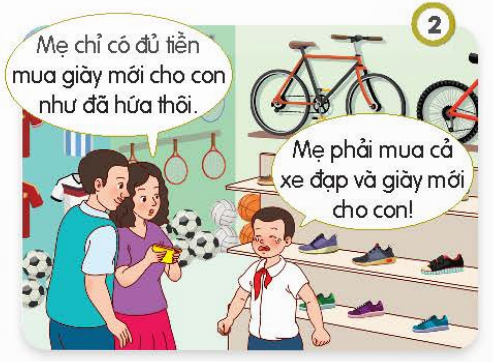 2
Mẹ chỉ có đủ tiền
mua giày mới cho con
như đã hứa thôi.
Mẹ phải mua cả
xe đạp và giày mới
cho con!